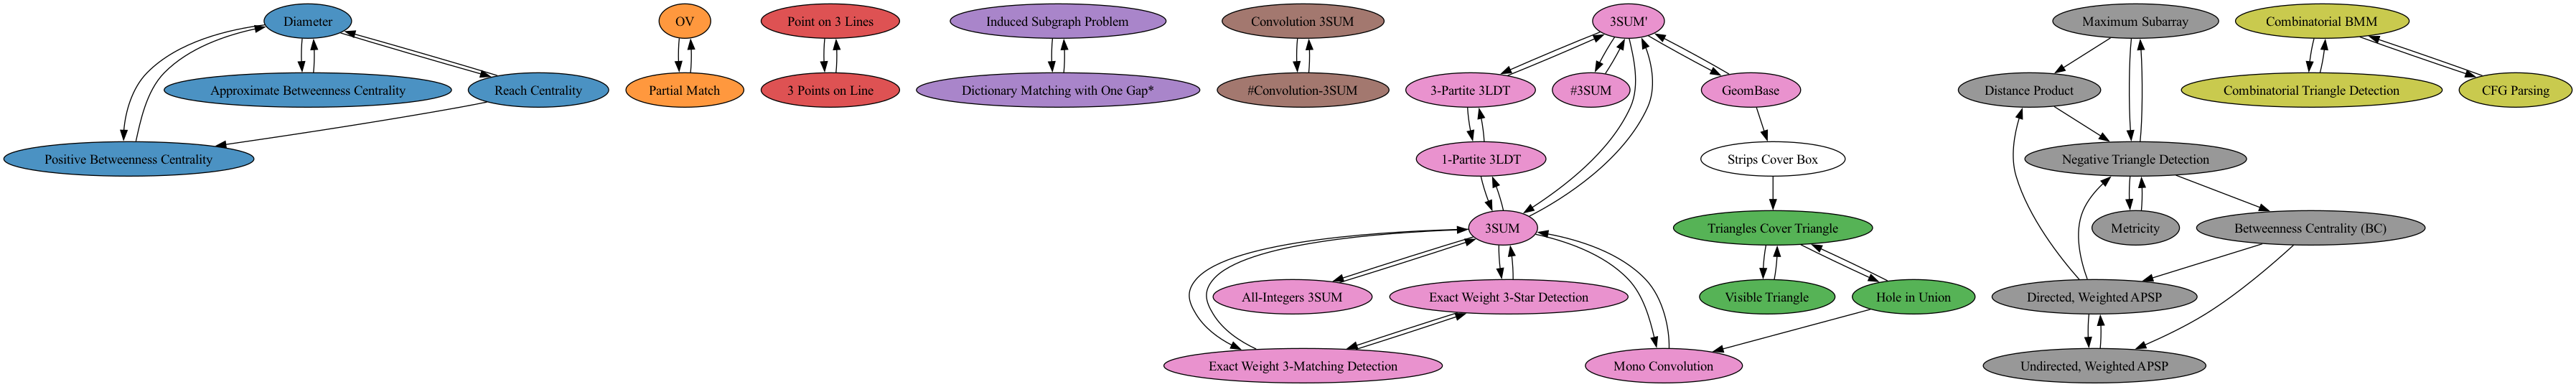 Diameter
OV
Point on 3 Lines
Induced Subgraph Problem
Convolution 3SUM
3SUM'
Maximum Subarray
Combinatorial BMM
Approximate Betweenness Centrality
Reach Centrality
Partial Match
3 Points on Line
Dictionary Matching with One Gap*
#Convolution-3SUM
3-Partite 3LDT
#3SUM
GeomBase
Distance Product
Combinatorial Triangle Detection
CFG Parsing
Positive Betweenness Centrality
1-Partite 3LDT
Strips Cover Box
Negative Triangle Detection
3SUM
Triangles Cover Triangle
Metricity
Betweenness Centrality (BC)
All-Integers 3SUM
Exact Weight 3-Star Detection
Visible Triangle
Hole in Union
Directed, Weighted APSP
Exact Weight 3-Matching Detection
Mono Convolution
Undirected, Weighted APSP